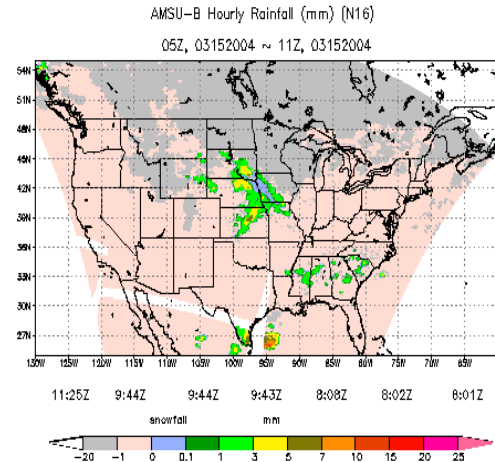 AMSU-B Hourly Rainfall (mm) (N16)
05Z, 03152004 ~ 11Z, 03152004
54N
51N
48N
45N
42N
39N
36N
33N
30N
27N
130W 125W 120W 115W 110W 105W 100W 95W 90W 85W 80W 75W 70W 65W
11:25Z 9:44Z 9:44Z 9:43Z 8:08Z 8:02Z 8:01Z
snowfall mm
-20 -1 0 0.1 1 3 5 7 10 15 20 25